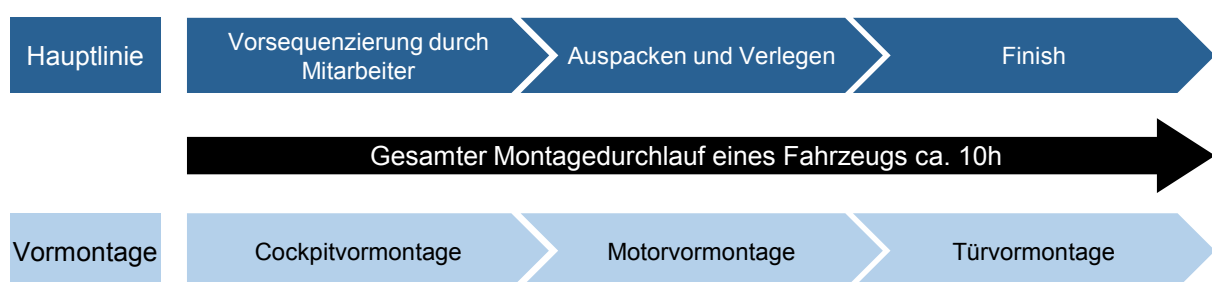 Hauptlinie
Vorsequenzierung durch
Mitarbeiter
Auspacken und Verlegen
Finish
Gesamter Montagedurchlauf eines Fahrzeugs ca. 10h
Vormontage
Cockpitvormontage
Motorvormontage
Türvormontage